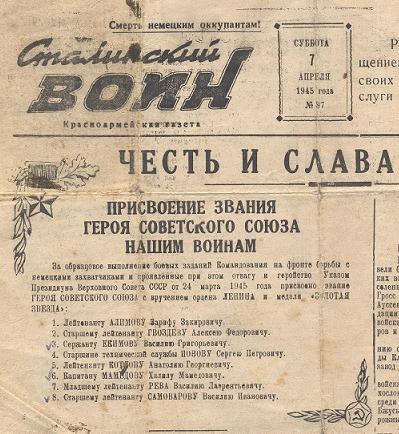 Смерть немецким оккупантам!
Сталинский
ВОИН
Красноармейская газета
СУББОТА
7
АПРЕЛЯ
1945 года
№ 87
Р
щением
своих
слуги
ЧЕСТЬ И СЛАВА
ПРИСВОЕНИЕ ЗВАНИЯ
ГЕРОЯ СОВЕТСКОГО СОЮЗА
НАШИМ ВОИНАМ
За образцовое выполнение боевых заданий Командования на фронте борьбы с
немецкими захватчиками и проявленные при этом отвагу и геройство Указом
Президиума Верховного Совета СССР от 24 марта 1945 года присвоено звание
ГЕРОЯ СОВЕТСКОГО СОЮЗА с вручением ордена ЛЕНИНА и медали «ЗОЛОТАЯ
ЗВЕЗДА»:
1. Лейтенанту АЛИМОВУ Зарифу Закировичу.
2. Старшему лейтенанту ГВОЗДЕВУ Алексею Федоровичу.
3. Сержанту ЕКИМОВУ Василию Григорьевичу.
4. Старшине технической службы ПОПОВУ Сергею Петровичу.
5. Лейтенанту КОТЛОВУ Анатолию Георгиевичу.
6. Капитану МАМЕДОВУ Халилу Мамедовичу.
7. Младшему лейтенанту РЕВА Василию Лаврентьевичу.
8. Старшему лейтенанту САМОВАРОВУ Василию Ивановичу.